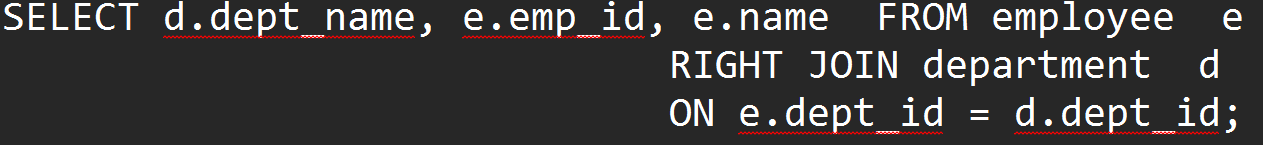 SELECT d.dept_name, e.emp_id, e.name FROM employee e
RIGHT JOIN department d
ON e.dept_id = d.dept_id;